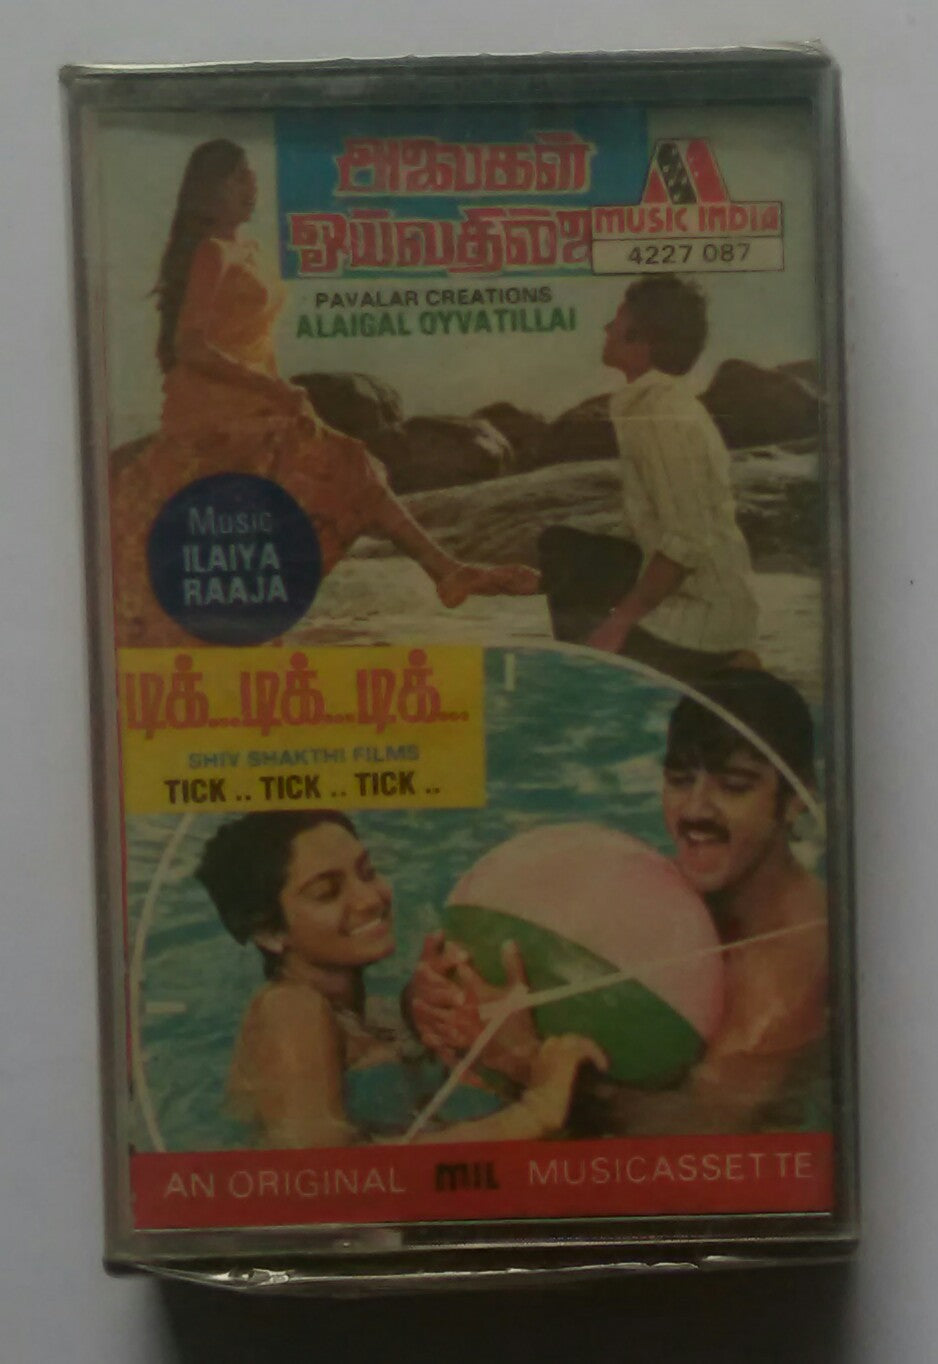 அலைகள்
ஓய்வதில்லை
MUSIC INDIA
4227 087
PAVALAR CREATIONS
ALAIGAL OYVATILLAI
Music
ILAIYA
RAAJA
டிக்...டிக்...டிக்...
SHIV SHAKTHI FILMS
TICK .. TICK .. TICK ..
AN ORIGINAL MIL MUSICASSETTE